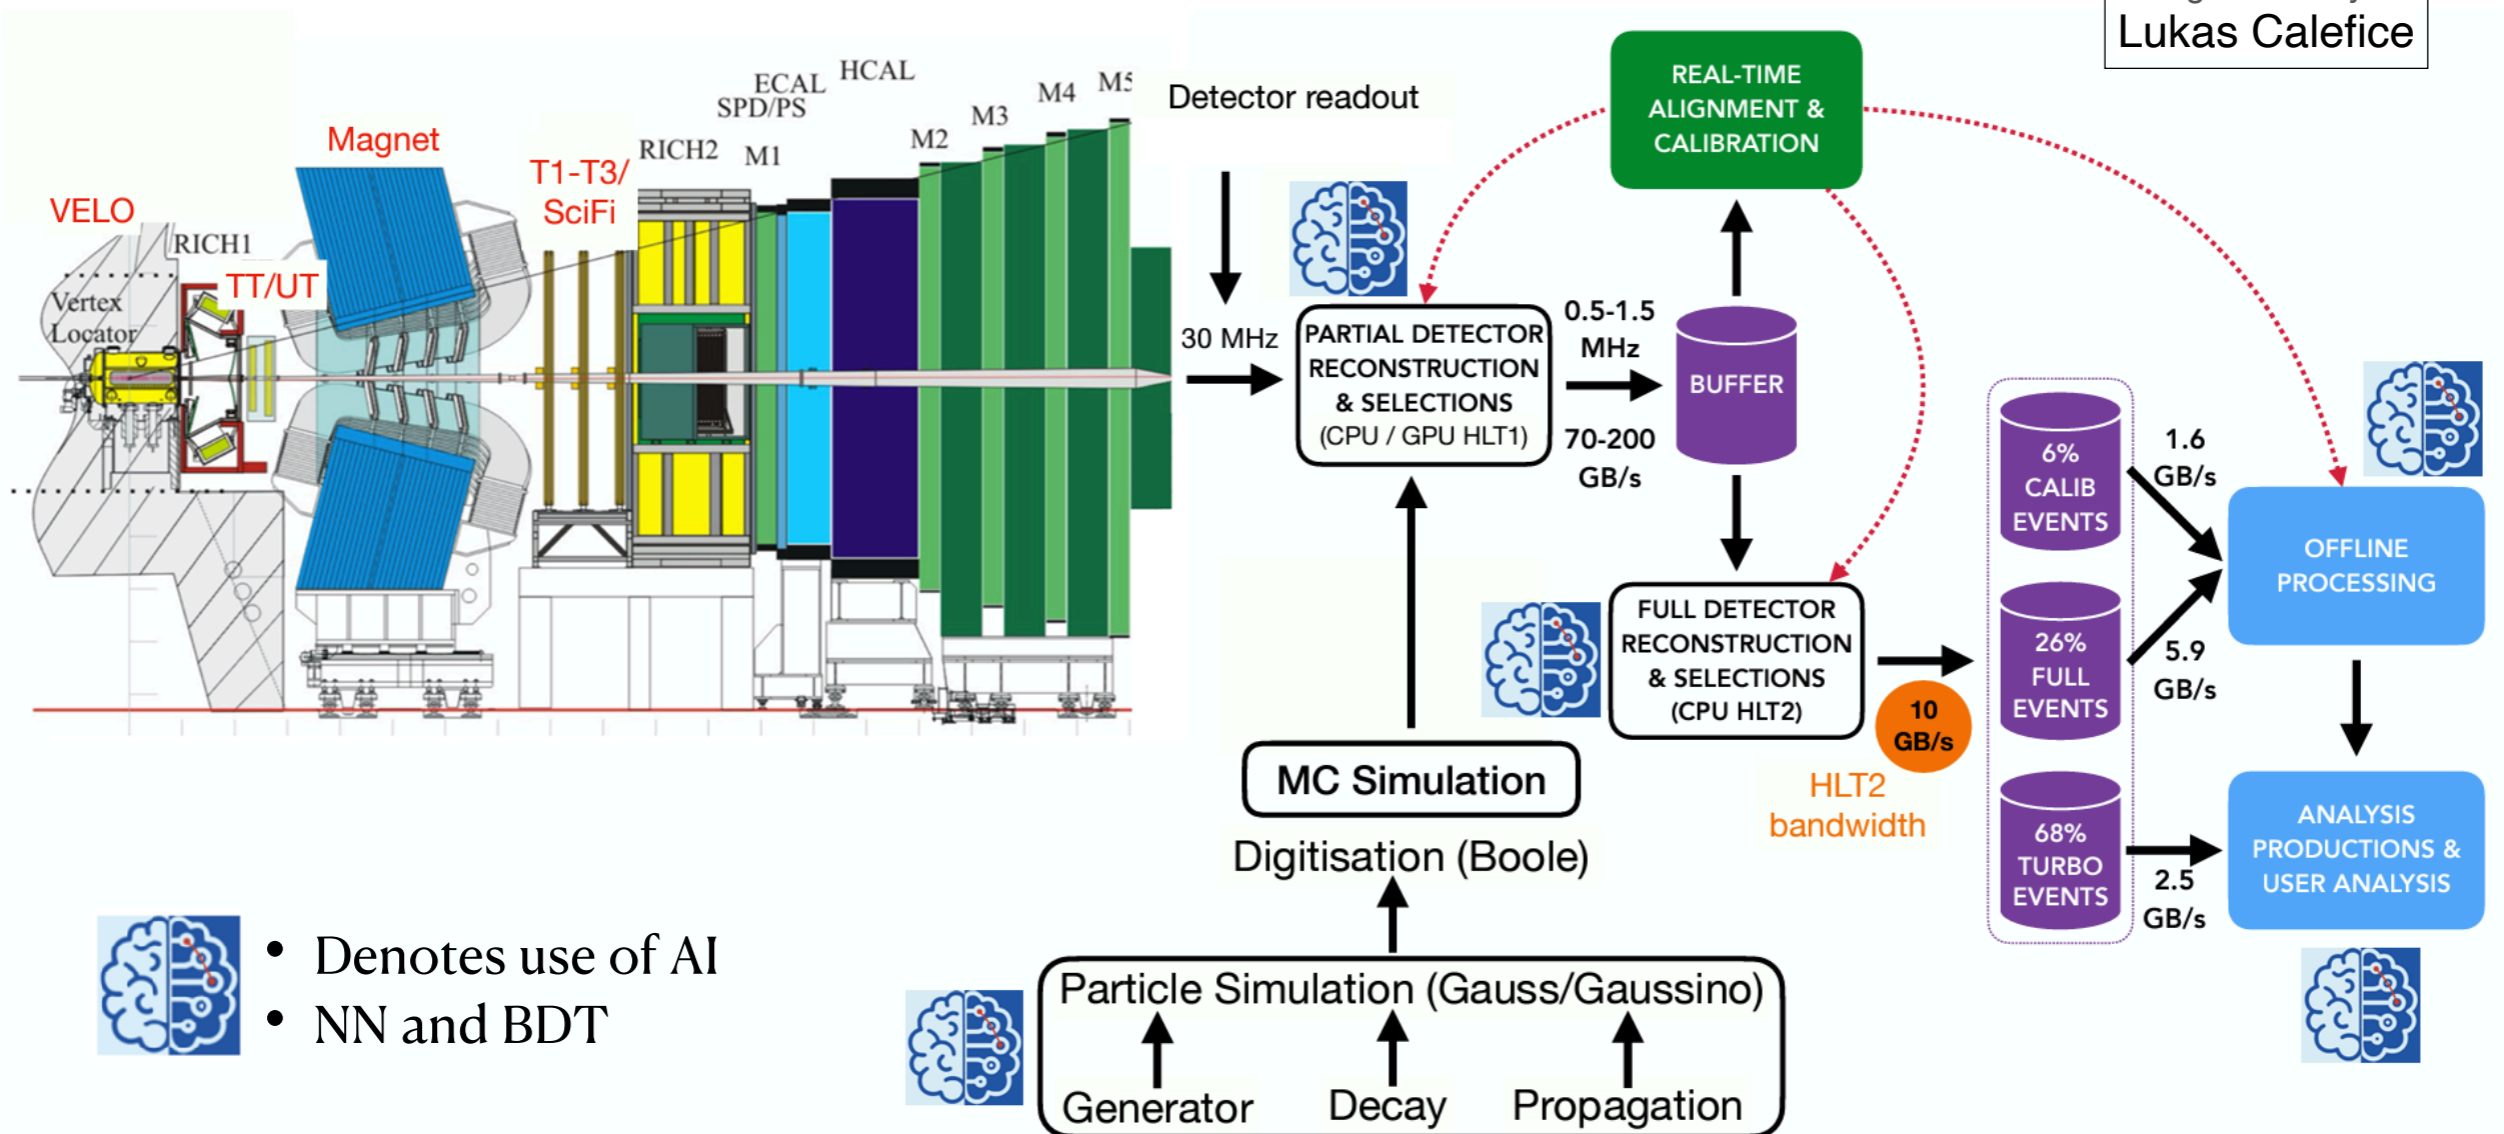 Lukas Calefice
VELO
RICH1
TT/UT
Vertex
Locator
Magnet
T1-T3/
SciFi
RICH2
SPD/PS
M1
ECAL
HCAL
M2
M3
M4
M5
Detector readout
30 MHz
PARTIAL DETECTOR
RECONSTRUCTION
& SELECTIONS
(CPU / GPU HLT1)
0.5-1.5
MHz
70-200
GB/s
BUFFER
REAL-TIME
ALIGNMENT &
CALIBRATION
FULL DETECTOR
RECONSTRUCTION
& SELECTIONS
(CPU HLT2)
10
GB/s
HLT2
bandwidth
6%
CALIB
EVENTS
26%
FULL
EVENTS
68%
TURBO
EVENTS
1.6
GB/s
5.9
GB/s
2.5
GB/s
OFFLINE
PROCESSING
ANALYSIS
PRODUCTIONS &
USER ANALYSIS
MC Simulation
Digitisation (Boole)
Particle Simulation (Gauss/Gaussino)
Generator
Decay
Propagation
• Denotes use of AI
• NN and BDT